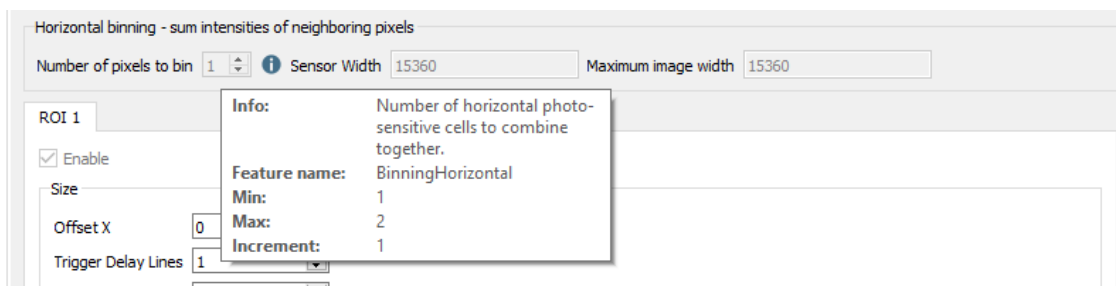 Horizontal binning - sum intensities of neighboring pixels
Number of pixels to bin 1 Sensor Width 15360 Maximum image width 15360
ROI 1
Info: Number of horizontal photo-
sensitive cells to combine
together.
Enable
Feature name: BinningHorizontal
Size
Min: 1
Offset X 0
Max: 2
Increment: 1
Trigger Delay Lines 1